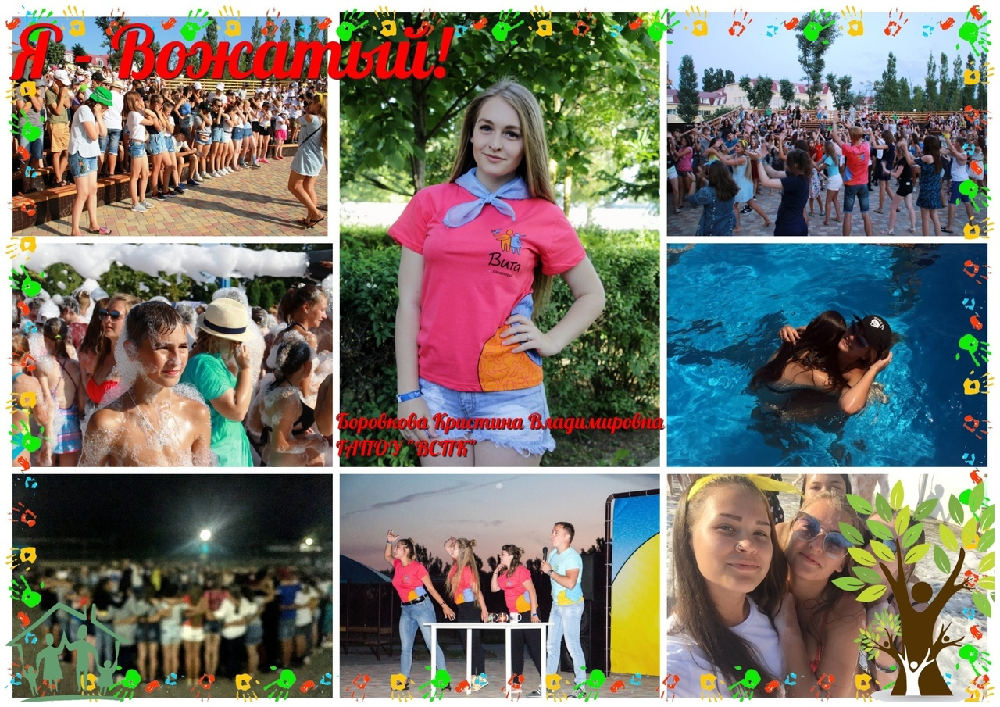 Я - Вожатый!
Вита
Боровкова Кристина Владимировна
ГАПОУ "ВСПК"